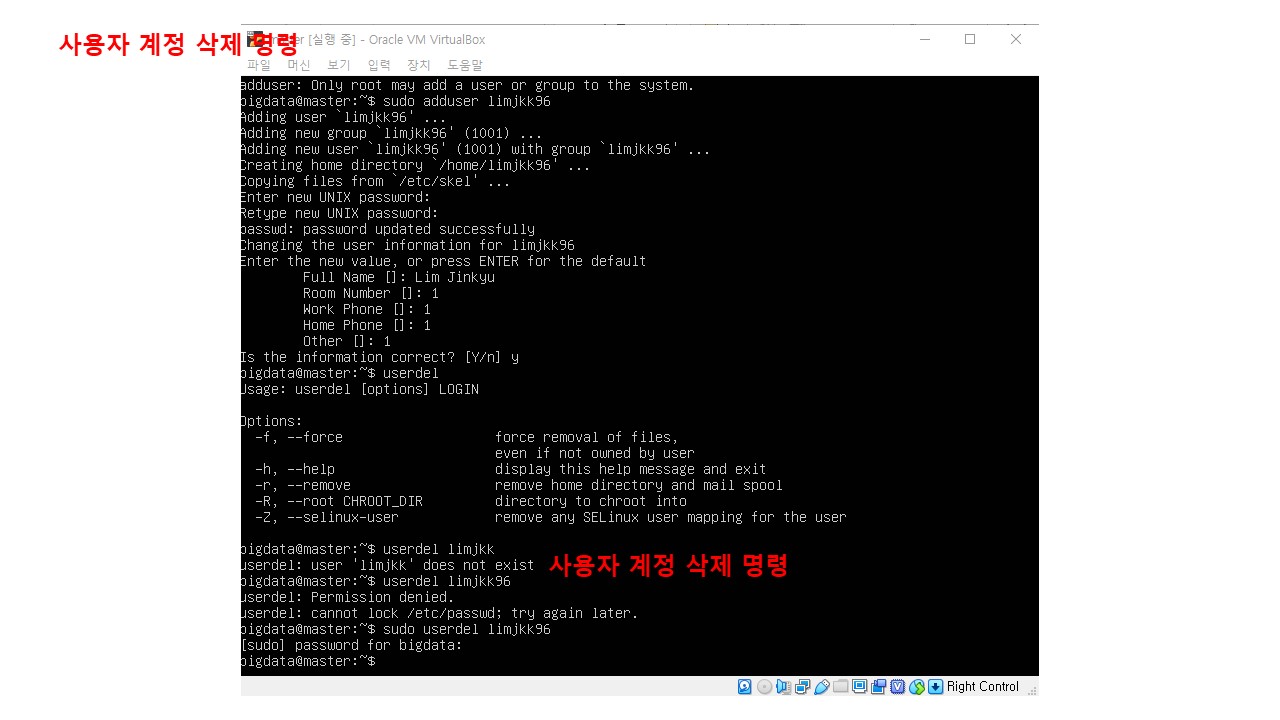 사용자 계정 삭제 명령
[실행 중] - Oracle VM VirtualBox
파일 머신 보기 입력 장치 도움말
adduser: Only root may add a user or group to the system.
bigdata@master:~$ sudo adduser limjkk96
Adding user `limjkk96' ...
Adding new group `limjkk96' (1001) ...
Adding new user `limjkk96' (1001) with group `limjkk96' ...
Creating home directory `/home/limjkk96' ...
Copying files from `/etc/skel' ...
Enter new UNIX password:
Retype new UNIX password:
passwd: password updated successfully
Changing the user information for limjkk96
Enter the new value, or press ENTER for the default
Full Name []: Lim Jinkyu
Room Number []: 1
Work Phone []: 1
Home Phone []: 1
Other []: 1
Is the information correct? [Y/n] y
bigdata@master:~$ userdel
Usage: userdel [options] LOGIN
Options:
-f, --force force removal of files,
even if not owned by user
-h, --help display this help message and exit
-r, --remove remove home directory and mail spool
-R, --root CHROOT_DIR directory to chroot into
-Z, --selinux-user remove any SELinux user mapping for the user
bigdata@master:~$ userdel limjkk
userdel: user 'limjkk' does not exist
사용자 계정 삭제 명령
bigdata@master:~$ userdel limjkk96
userdel: Permission denied.
userdel: cannot lock /etc/passwd; try again later.
bigdata@master:~$ sudo userdel limjkk96
[sudo] password for bigdata:
bigdata@master:~$
Right Control